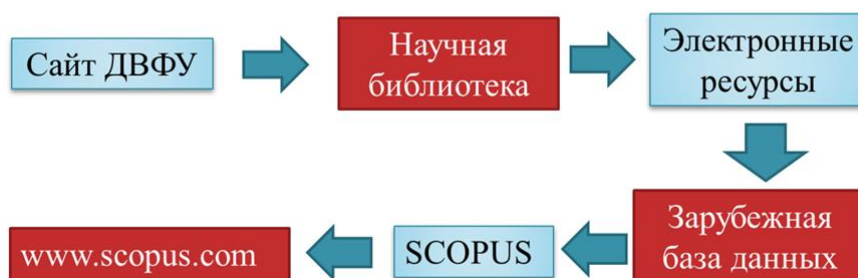 Сайт ДВФУ
Научная
библиотека
Электронные
ресурсы
Зарубежная
база данных
SCOPUS
www.scopus.com